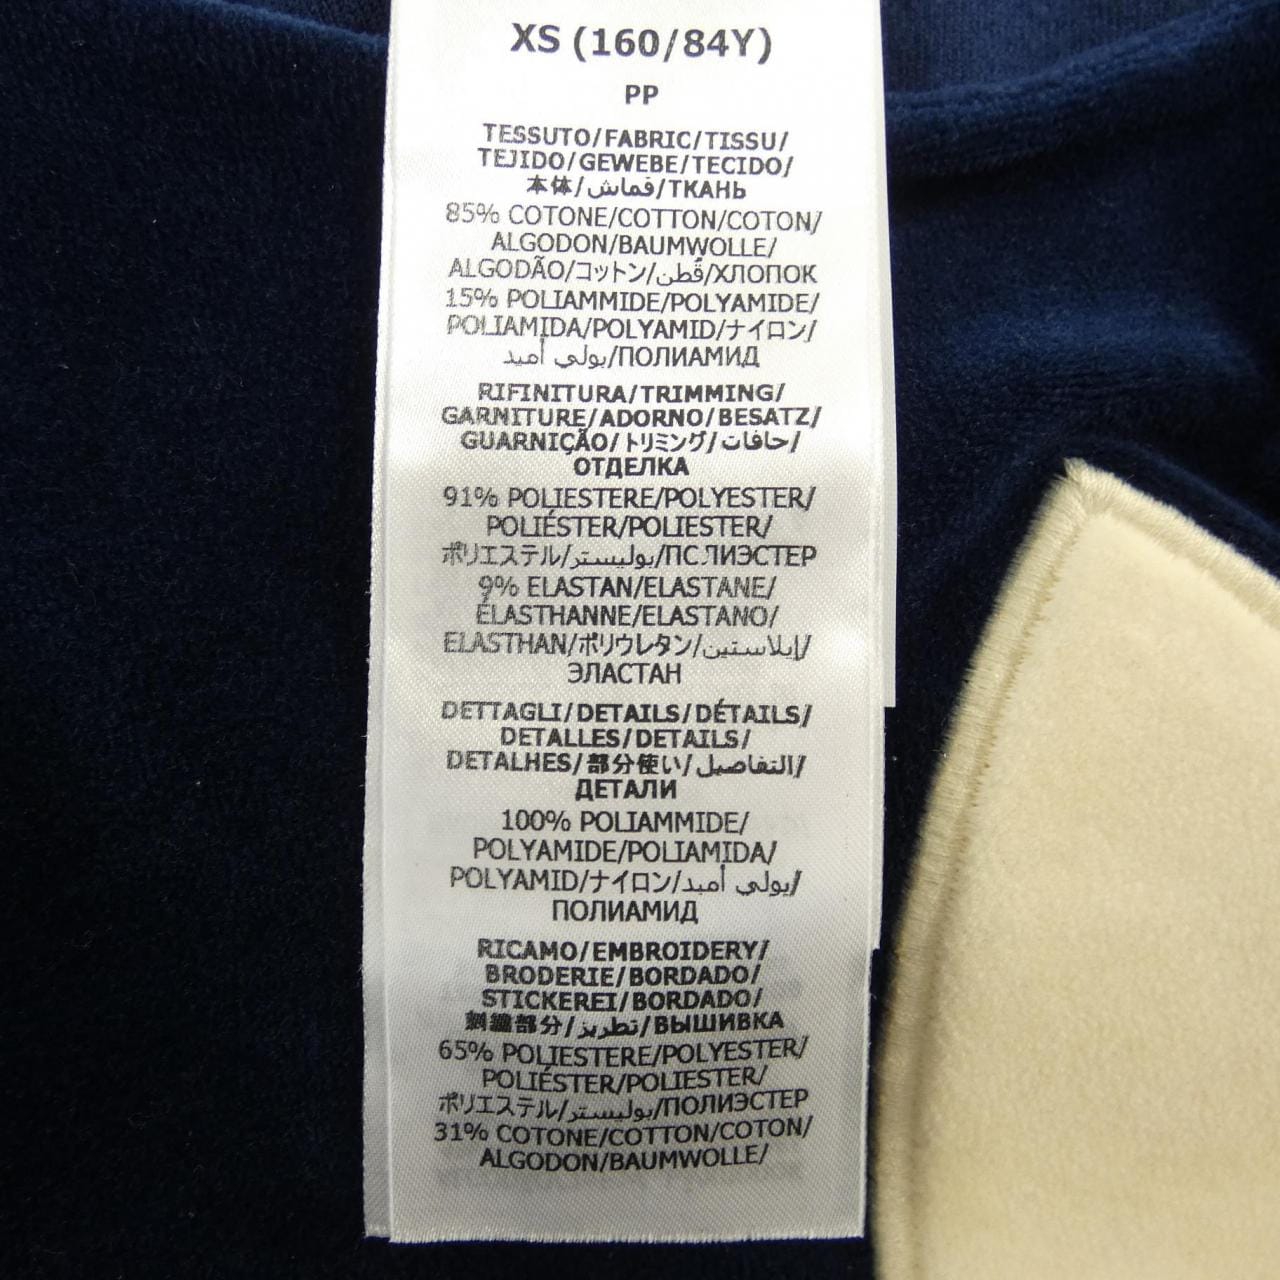 XS (160/84Y)
PP
TESSUTO/FABRIC/TISSU/
TEJIDO/GEWEBE/TECIDO/
本体/قماش/ТКАНЬ
85% COTONE/COTTON/COTON/
ALGODON/BAUMWOLLE/
ALGODÃO/コットン/قُطن/ХЛОПОК
15% POLIAMMIDE/POLYAMIDE/
POLIAMIDA/POLYAMID/ナイロン/
بولي أميد/ПОЛИАМИД
RIFINITURA/TRIMMING/
GARNITURE/ADORNO/BESATZ/
GUARNIÇÃO/トリミング/حافات/
ОТДЕЛКА
91% POLIESTERE/POLYESTER/
POLIÉSTER/POLIESTER/
ポリエステル/بوليستر/ПОЛИЭСТЕР
9% ELASTAN/ELASTANE/
ÉLASTHANNE/ELASTANO/
ELASTHAN/ポリウレタン/إيلاستين/
ЭЛАСТАН
DETTAGLI/DETAILS/DÉTAILS/
DETALLES/DETAILS/
DETALHES/部分使い/التفاصيل/
ДЕТАЛИ
100% POLIAMMIDE/
POLYAMIDE/POLIAMIDA/
POLYAMID/ナイロン/بولي أميد/
ПОЛИАМИД
RICAMO/EMBROIDERY/
BRODERIE/BORDADO/
STICKEREI/BORDADO/
刺繍部分/تطريز/ВЫШИВКА
65% POLIESTERE/POLYESTER/
POLIÉSTER/POLIESTER/
ポリエステル/بوليستر/ПОЛИЭСТЕР
31% COTONE/COTTON/COTON/
ALGODON/BAUMWOLLE/